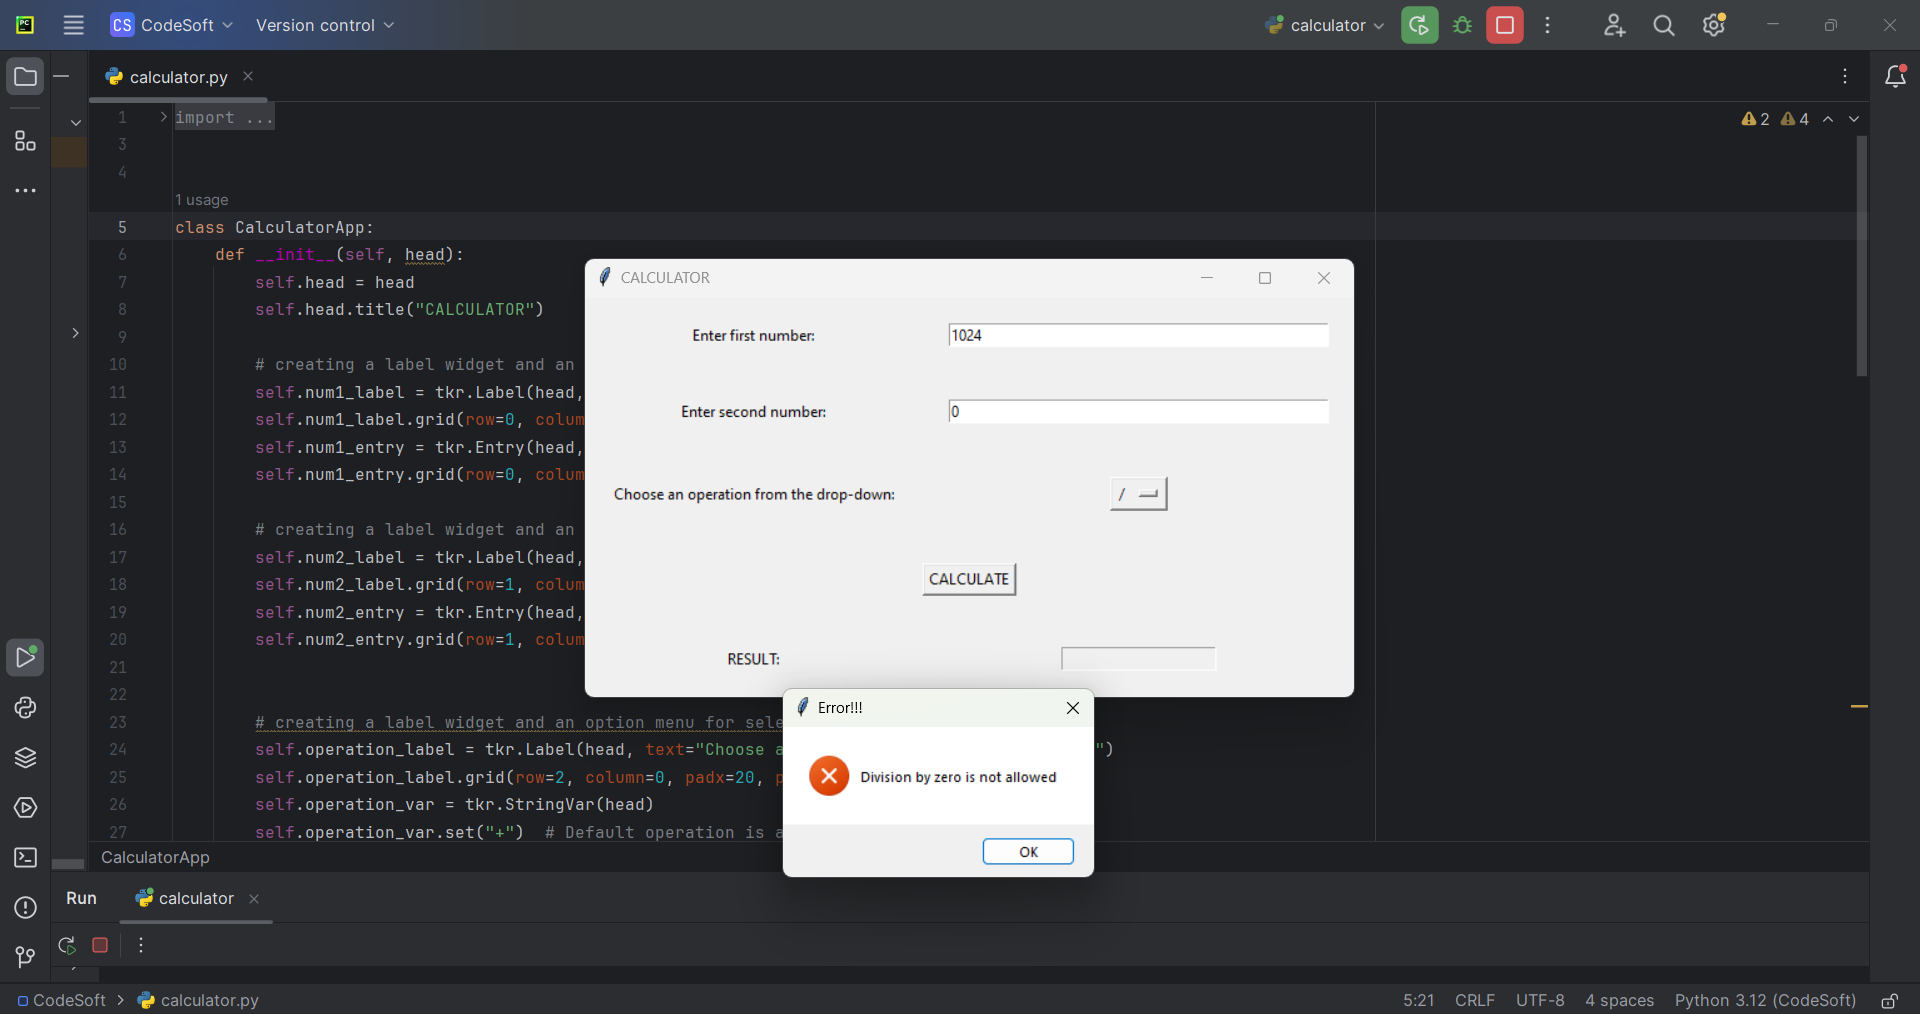 PC
CS CodeSoft Version control calculator
calculator.py
1 import ...
2 4
3
4
1 usage
5 class CalculatorApp:
6 def __init__(self, head):
7 self.head = head
8 self.head.title("CALCULATOR")
9
10 # creating a label widget and an
11 self.num1_label = tkr.Label(head,
12 self.num1_label.grid(row=0, colum
13 self.num1_entry = tkr.Entry(head,
14 self.num1_entry.grid(row=0, colum
15
16 # creating a label widget and an
17 self.num2_label = tkr.Label(head,
18 self.num2_label.grid(row=1, colum
19 self.num2_entry = tkr.Entry(head,
20 self.num2_entry.grid(row=1, colum
21
22
23 # creating a label widget and an option menu for sele
24 self.operation_label = tkr.Label(head, text="Choose a ")
25 self.operation_label.grid(row=2, column=0, padx=20, p
26 self.operation_var = tkr.StringVar(head)
27 self.operation_var.set("+") # Default operation is a
CALCULATOR
Enter first number: 1024
Enter second number: 0
Choose an operation from the drop-down: /
CALCULATE
RESULT:
Error!!!
Division by zero is not allowed
OK
CalculatorApp
Run calculator
CodeSoft > calculator.py 5:21 CRLF UTF-8 4 spaces Python 3.12 (CodeSoft)